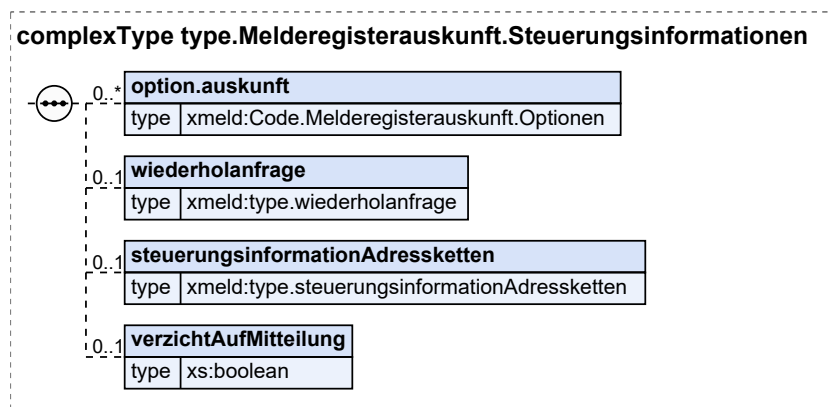 complexType type.Melderegisterauskunft.Steuerungsinformationen
0..* option.auskunft
type xmeld:Code.Melderegisterauskunft.Optionen
0..1 wiederholanfrage
type xmeld:type.wiederholanfrage
0..1 steuerungsinformationAdressketten
type xmeld:type.steuerungsinformationAdressketten
0..1 verzichtAufMitteilung
type xs:boolean